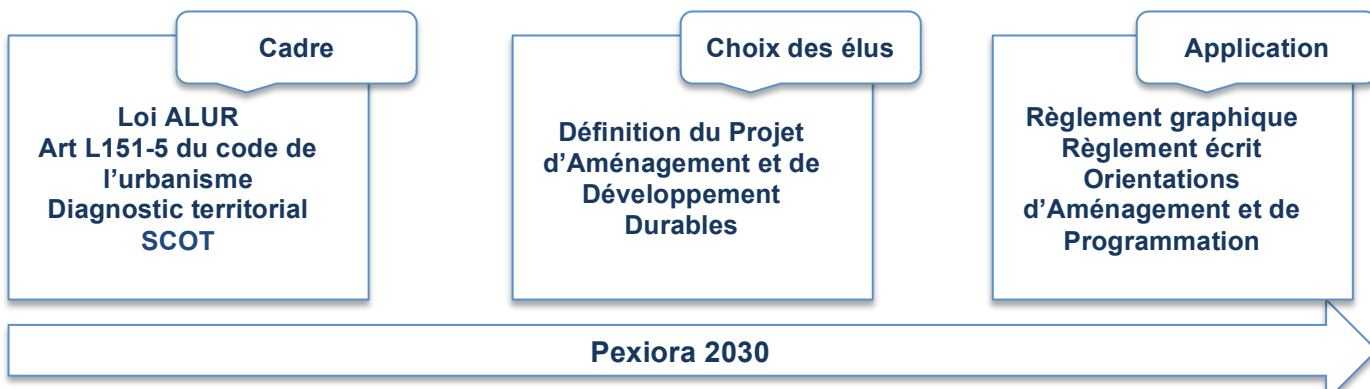 Cadre
Loi ALUR
Art L151-5 du code de
l’urbanisme
Diagnostic territorial
SCOT
Choix des élus
Définition du Projet
d’Aménagement et de
Développement
Durables
Application
Règlement graphique
Règlement écrit
Orientations
d’Aménagement et de
Programmation
Pexiora 2030